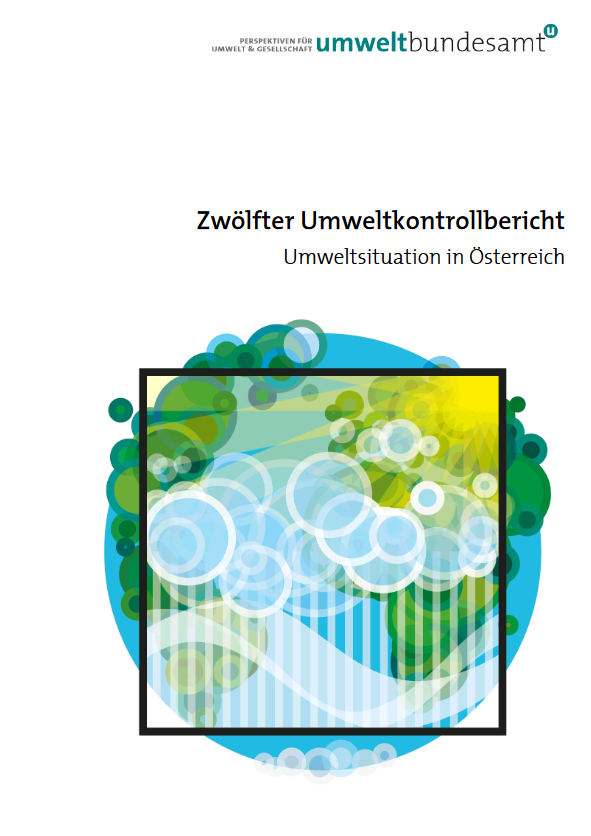 PERSPEKTIVEN FÜR
UMWELT & GESELLSCHAFT umweltbundesamt u
Zwölfter Umweltkontrollbericht
Umweltsituation in Österreich